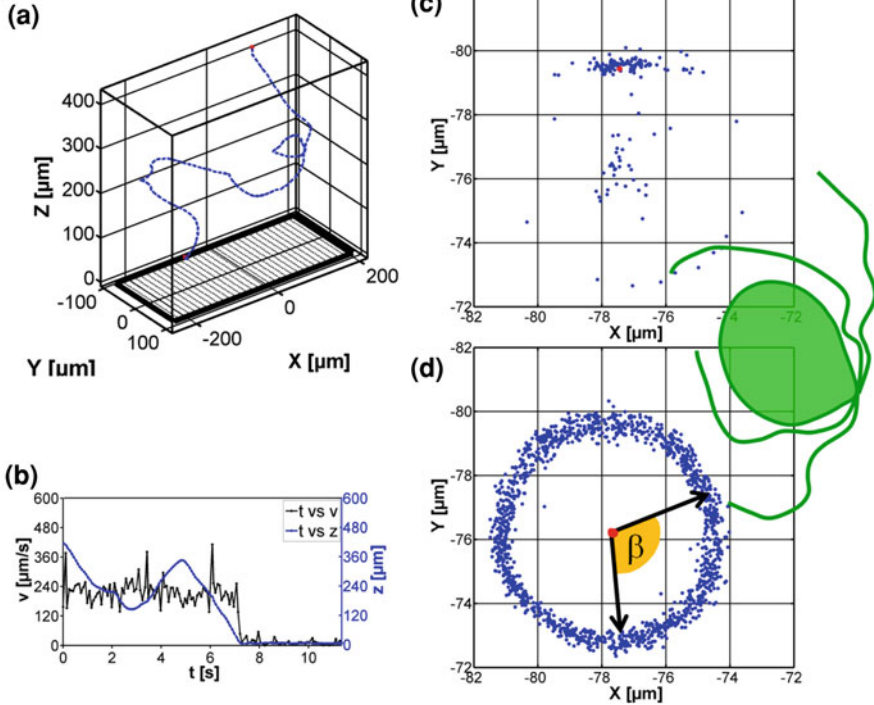 (a)
400
300
200
100
0
Z [µm]
-100
0
100
Y [µm]
-200
0
200
X [µm]
(b)
600
480
360
240
120
0
v [µm/s]
t vs v
t vs z
600
480
360
240
120
0
z [µm]
0 2 4 6 8 10
t [s]
(c)
-80
-78
-76
-74
-72
Y [µm]
-82 -80 -78 -76 -74 -72
X [µm]
(d)
-82
-80
-78
-76
-74
-72
Y [µm]
β
-82 -80 -78 -76 -74 -72
X [µm]